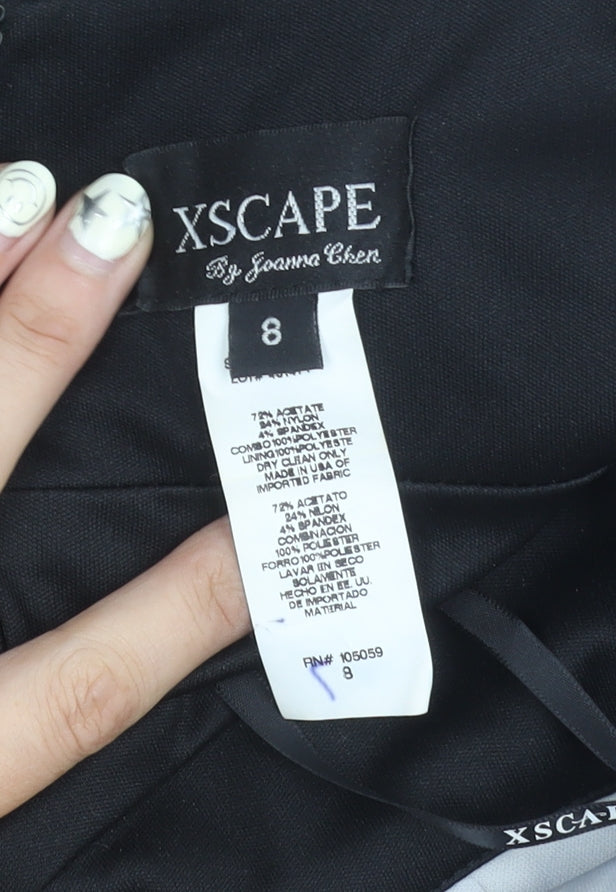 XSCAPE
By Joanna Chen
8
72% ACETATE
24% NYLON
4% SPANDEX
COMBO 100% POLYESTER
LINING 100% POLYESTE
DRY CLEAN ONLY
MADE IN USA OF
IMPORTED FABRIC
72% ACETATO
24% NILON
4% SPANDEX
COMBINACION
100% POLIESTER
FORRO 100% POLIESTER
LAVAR EN SECO
SOLAMENTE
HECHO EN EE. UU.
DE IMPORTADO
MATERIAL
RN# 105059
8
XSCA